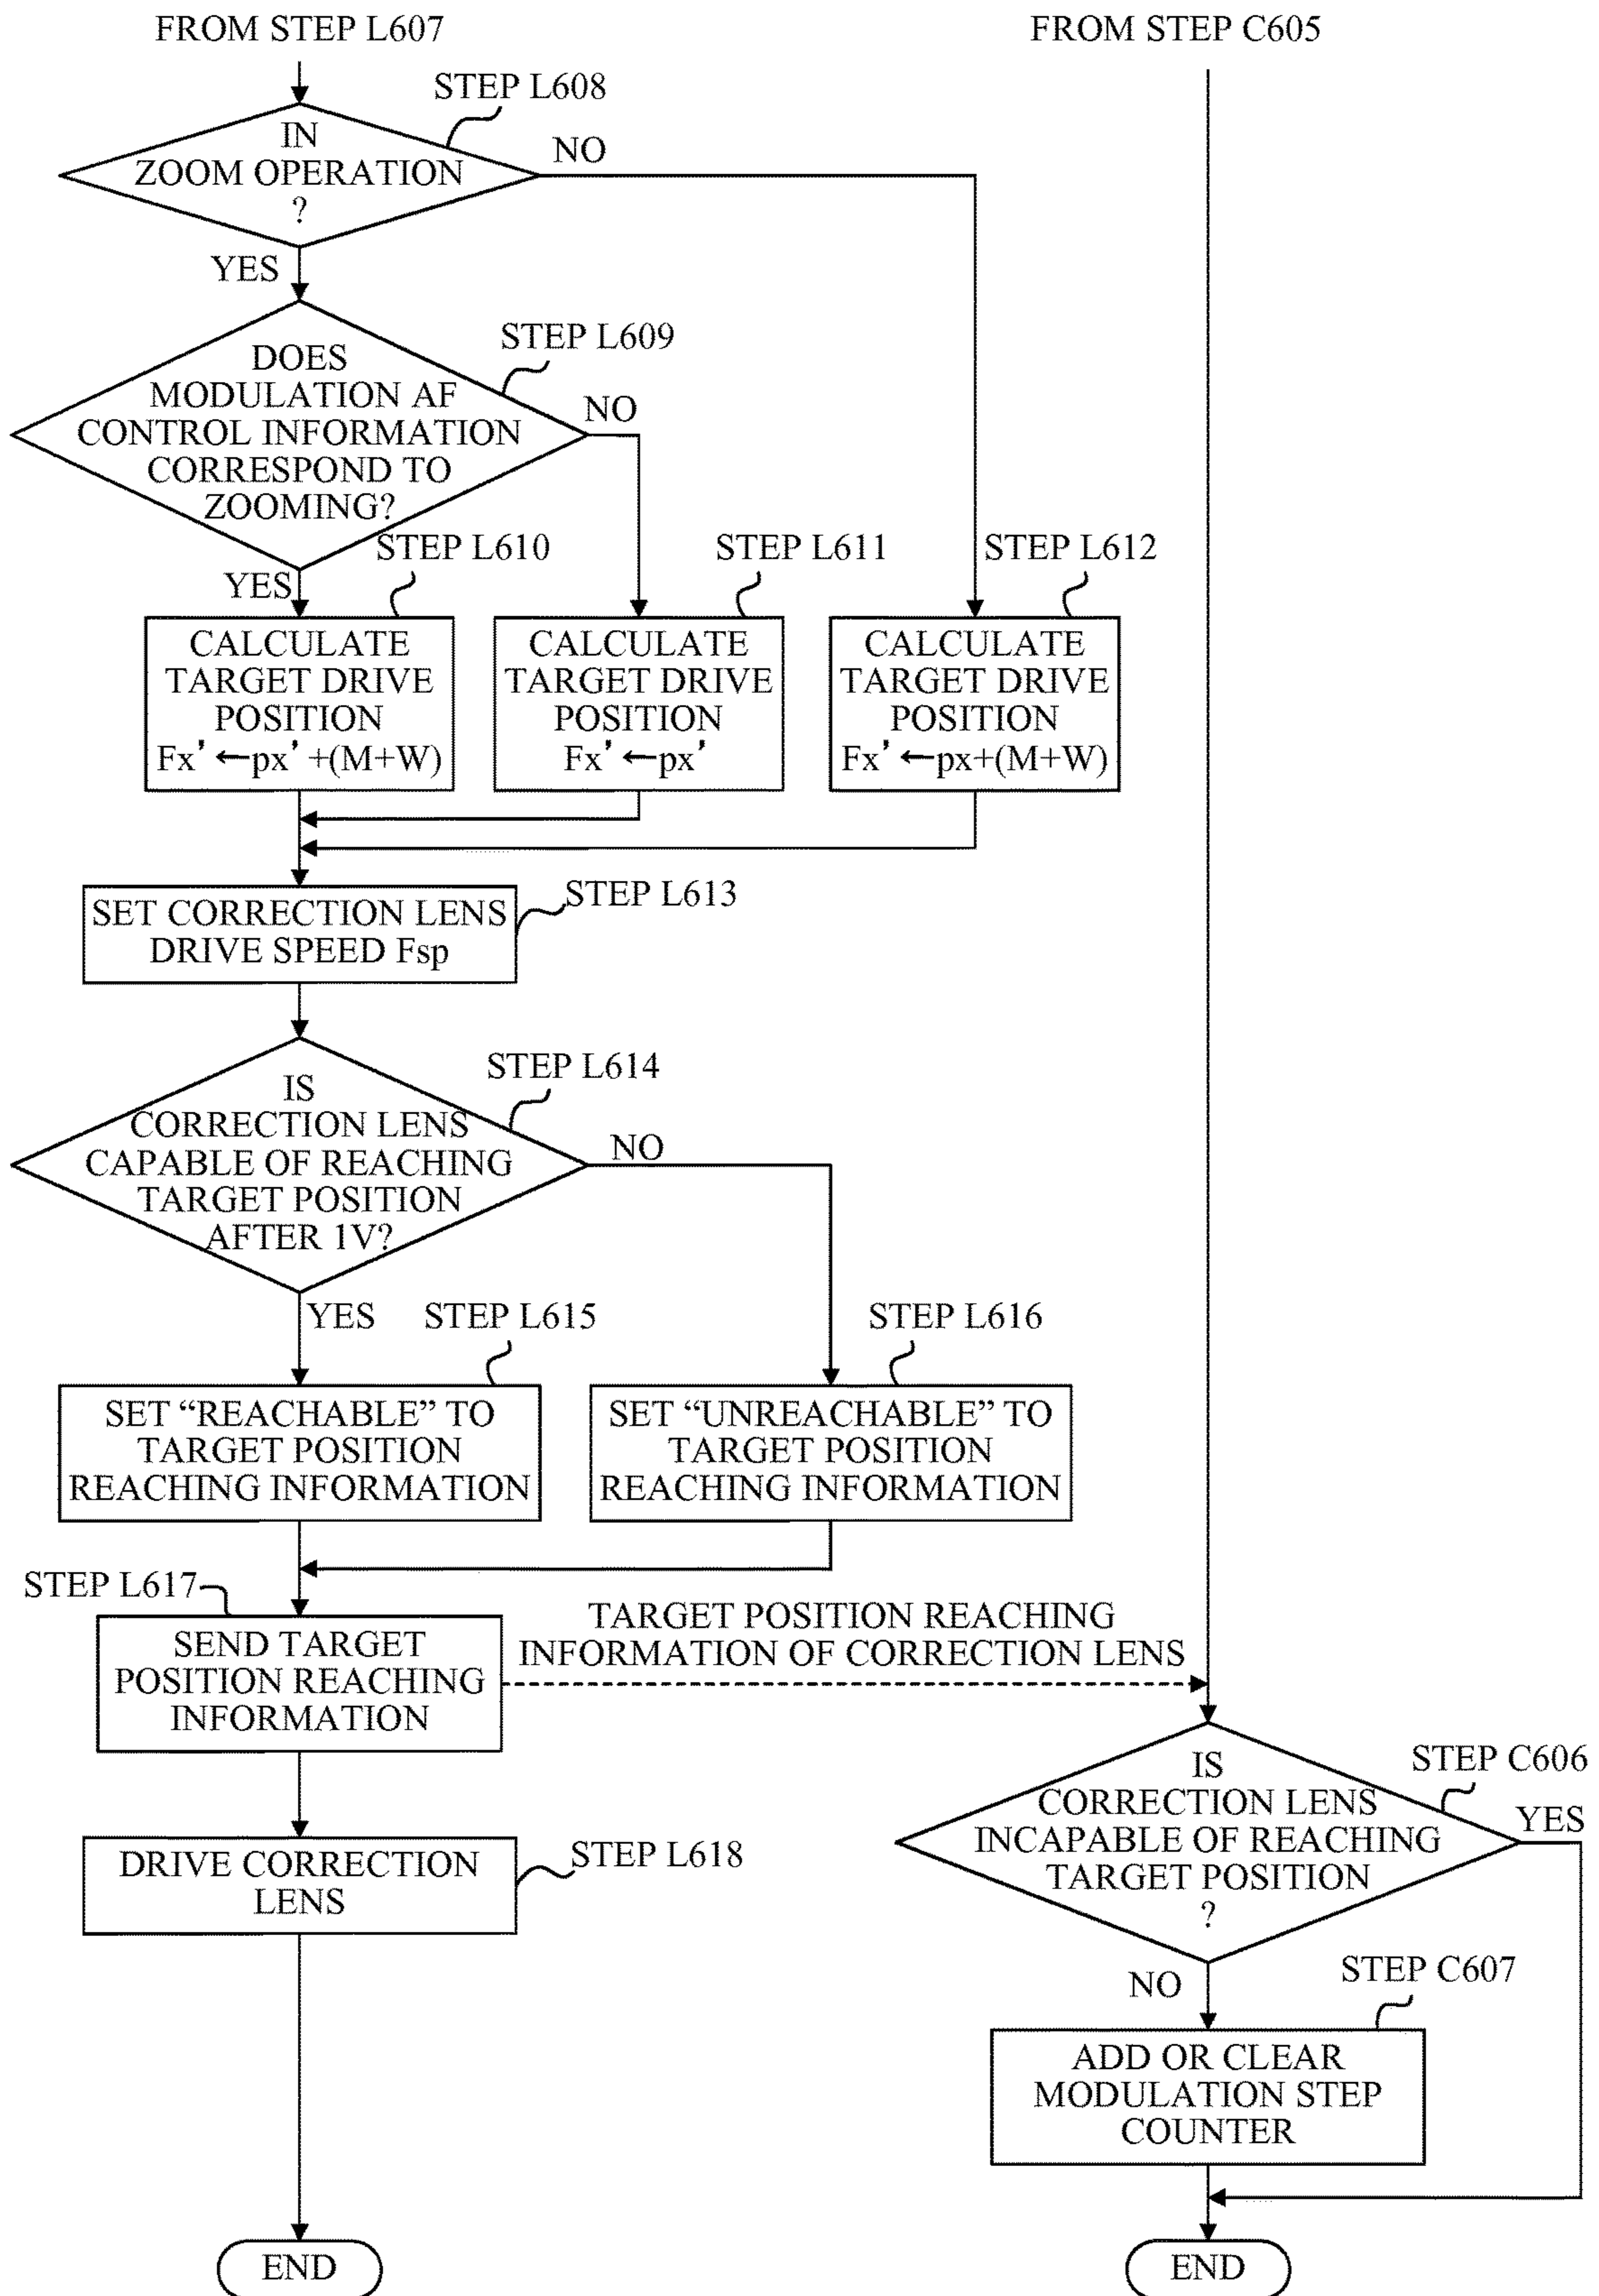 FROM STEP L607
FROM STEP C605
STEP L608
IN
ZOOM OPERATION
?
NO
YES
STEP L609
DOES
MODULATION AF
CONTROL INFORMATION
CORRESPOND TO
ZOOMING?
NO
YES
STEP L610
CALCULATE
TARGET DRIVE
POSITION
Fx’ ←px’ +(M+W)
STEP L611
CALCULATE
TARGET DRIVE
POSITION
Fx’ ←px’
STEP L612
CALCULATE
TARGET DRIVE
POSITION
Fx’ ←px+(M+W)
STEP L613
SET CORRECTION LENS
DRIVE SPEED Fsp
STEP L614
IS
CORRECTION LENS
CAPABLE OF REACHING
TARGET POSITION
AFTER 1V?
NO
YES
STEP L615
SET “REACHABLE” TO
TARGET POSITION
REACHING INFORMATION
STEP L616
SET “UNREACHABLE” TO
TARGET POSITION
REACHING INFORMATION
STEP L617
SEND TARGET
POSITION REACHING
INFORMATION
TARGET POSITION REACHING
INFORMATION OF CORRECTION LENS
STEP L618
DRIVE CORRECTION
LENS
END
STEP C606
IS
CORRECTION LENS
INCAPABLE OF REACHING
TARGET POSITION
?
YES
NO
STEP C607
ADD OR CLEAR
MODULATION STEP
COUNTER
END